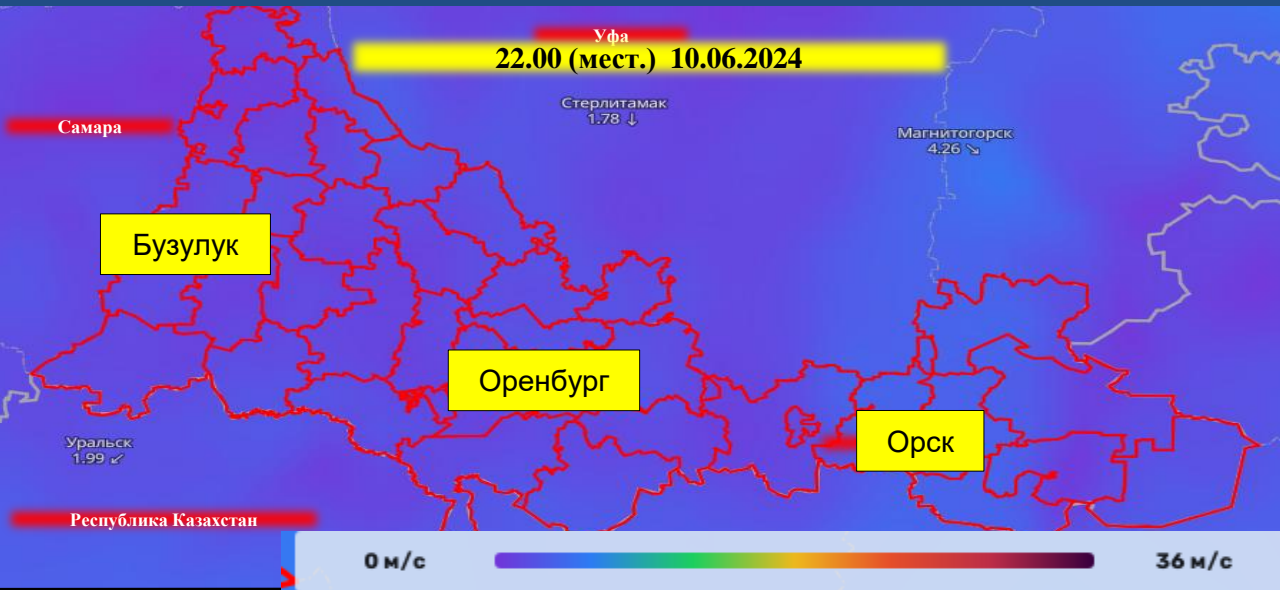 Уфа
22.00 (мест.) 10.06.2024
Стерлитамак
1.78 ↓
Самара
Магнитогорск
4.26 ↘
Бузулук
Оренбург
Орск
Уральск
1.99 ↙
Республика Казахстан
0 м/с
36 м/с